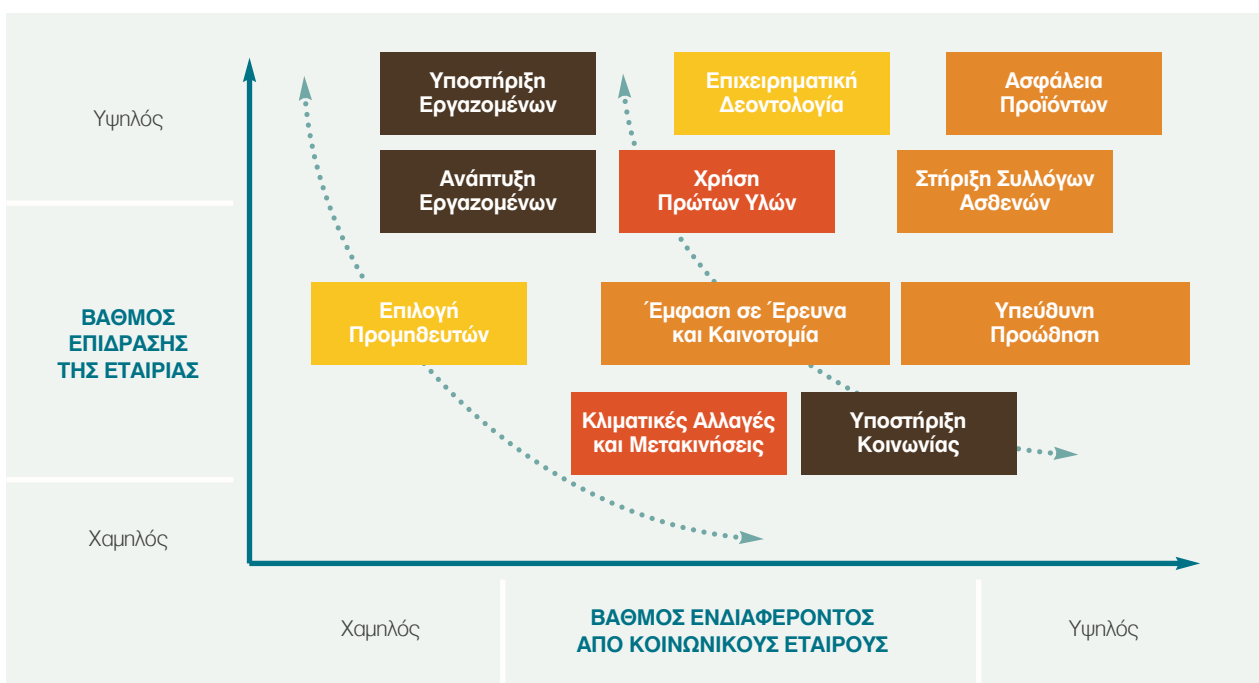 Υψηλός
ΒΑΘΜΟΣ
ΕΠΙΔΡΑΣΗΣ
ΤΗΣ ΕΤΑΙΡΙΑΣ
Χαμηλός
Υποστήριξη
Εργαζομένων
Επιχειρηματική
Δεοντολογία
Ασφάλεια
Προϊόντων
Ανάπτυξη
Εργαζομένων
Χρήση
Πρώτων Υλών
Στήριξη Συλλόγων
Ασθενών
Επιλογή
Προμηθευτών
Έμφαση σε Έρευνα
και Καινοτομία
Υπεύθυνη
Προώθηση
Κλιματικές Αλλαγές
και Μετακινήσεις
Υποστήριξη
Κοινωνίας
Χαμηλός
ΒΑΘΜΟΣ ΕΝΔΙΑΦΕΡΟΝΤΟΣ
ΑΠΟ ΚΟΙΝΩΝΙΚΟΥΣ ΕΤΑΙΡΟΥΣ
Υψηλός